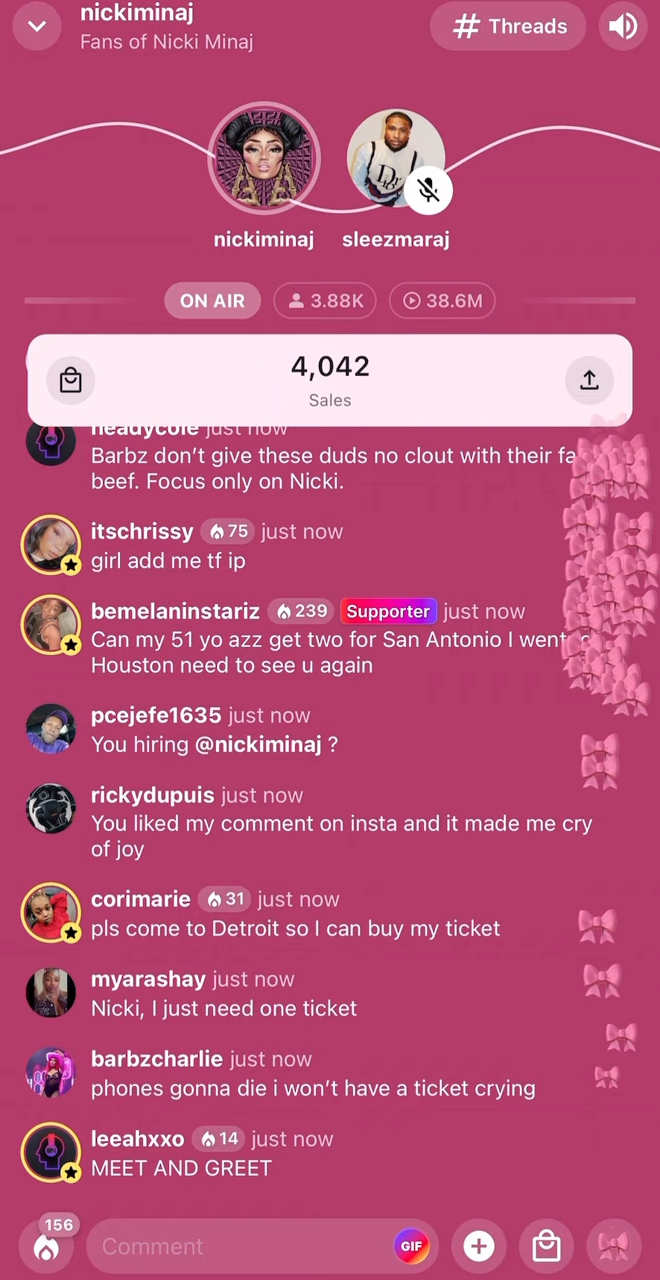 nickiminaj
Fans of Nicki Minaj
# Threads
nickiminaj
sleezmaraj
ON AIR
3.88K
38.6M
4,042
Sales
headycole just now
Barbz don’t give these duds no clout with their fa
beef. Focus only on Nicki.
itschrissy 75 just now
girl add me tf ip
bemelaninstariz 239 Supporter just now
Can my 51 yo azz get two for San Antonio I went
Houston need to see u again
pcejefe1635 just now
You hiring @nickiminaj ?
rickydupuis just now
You liked my comment on insta and it made me cry
of joy
corimarie 31 just now
pls come to Detroit so I can buy my ticket
myarashay just now
Nicki, I just need one ticket
barbzcharlie just now
phones gonna die i won’t have a ticket crying
leeahxxo 14 just now
MEET AND GREET
156
Comment
GIF